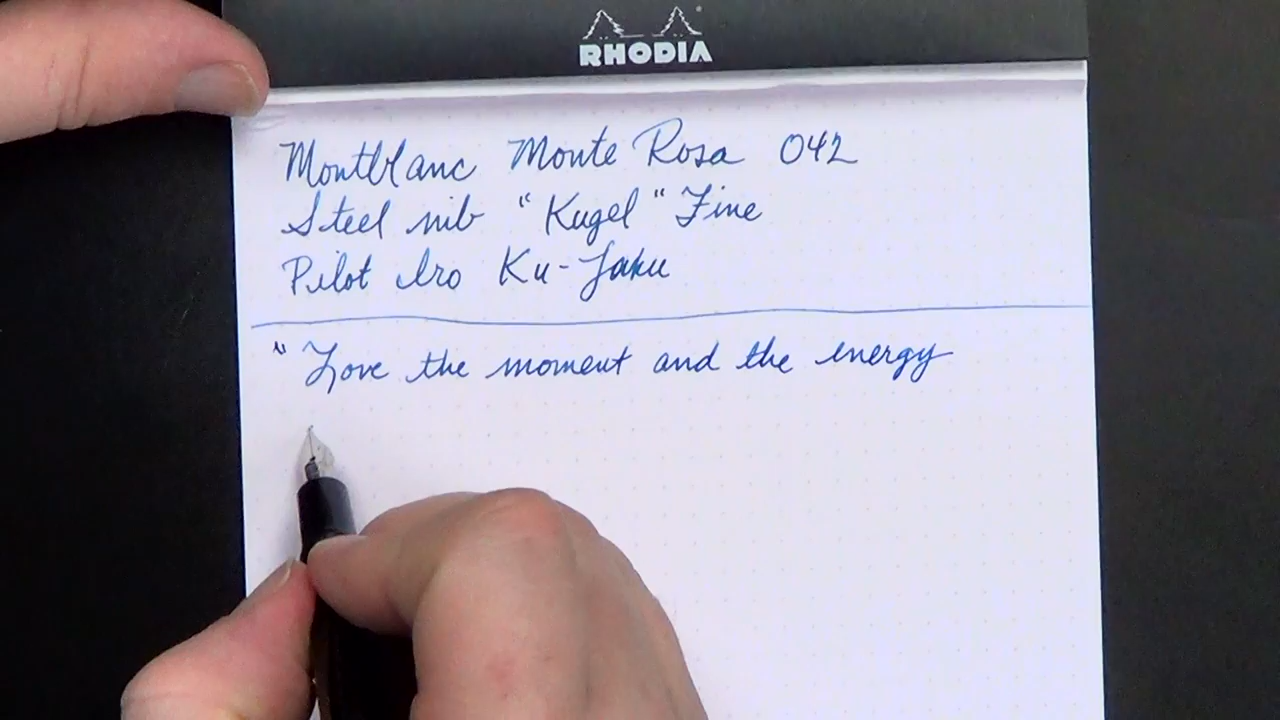 RHODIA
Montblanc Monte Rosa 042
Steel nib "Kugel" Fine
Pilot Iro Ku-Jaku
"Love the moment and the energy